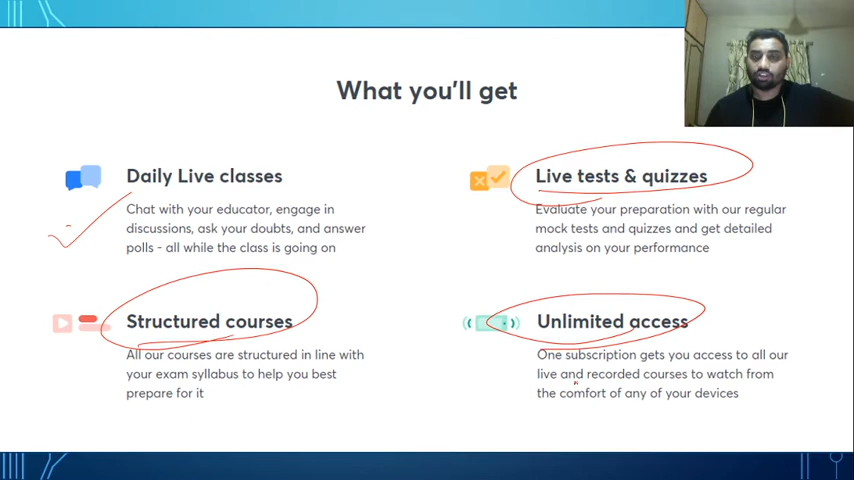 What you'll get
Daily Live classes
Chat with your educator, engage in
discussions, ask your doubts, and answer
polls - all while the class is going on
Live tests & quizzes
Evaluate your preparation with our regular
mock tests and quizzes and get detailed
analysis on your performance
Structured courses
All our courses are structured in line with
your exam syllabus to help you best
prepare for it
Unlimited access
One subscription gets you access to all our
live and recorded courses to watch from
the comfort of any of your devices